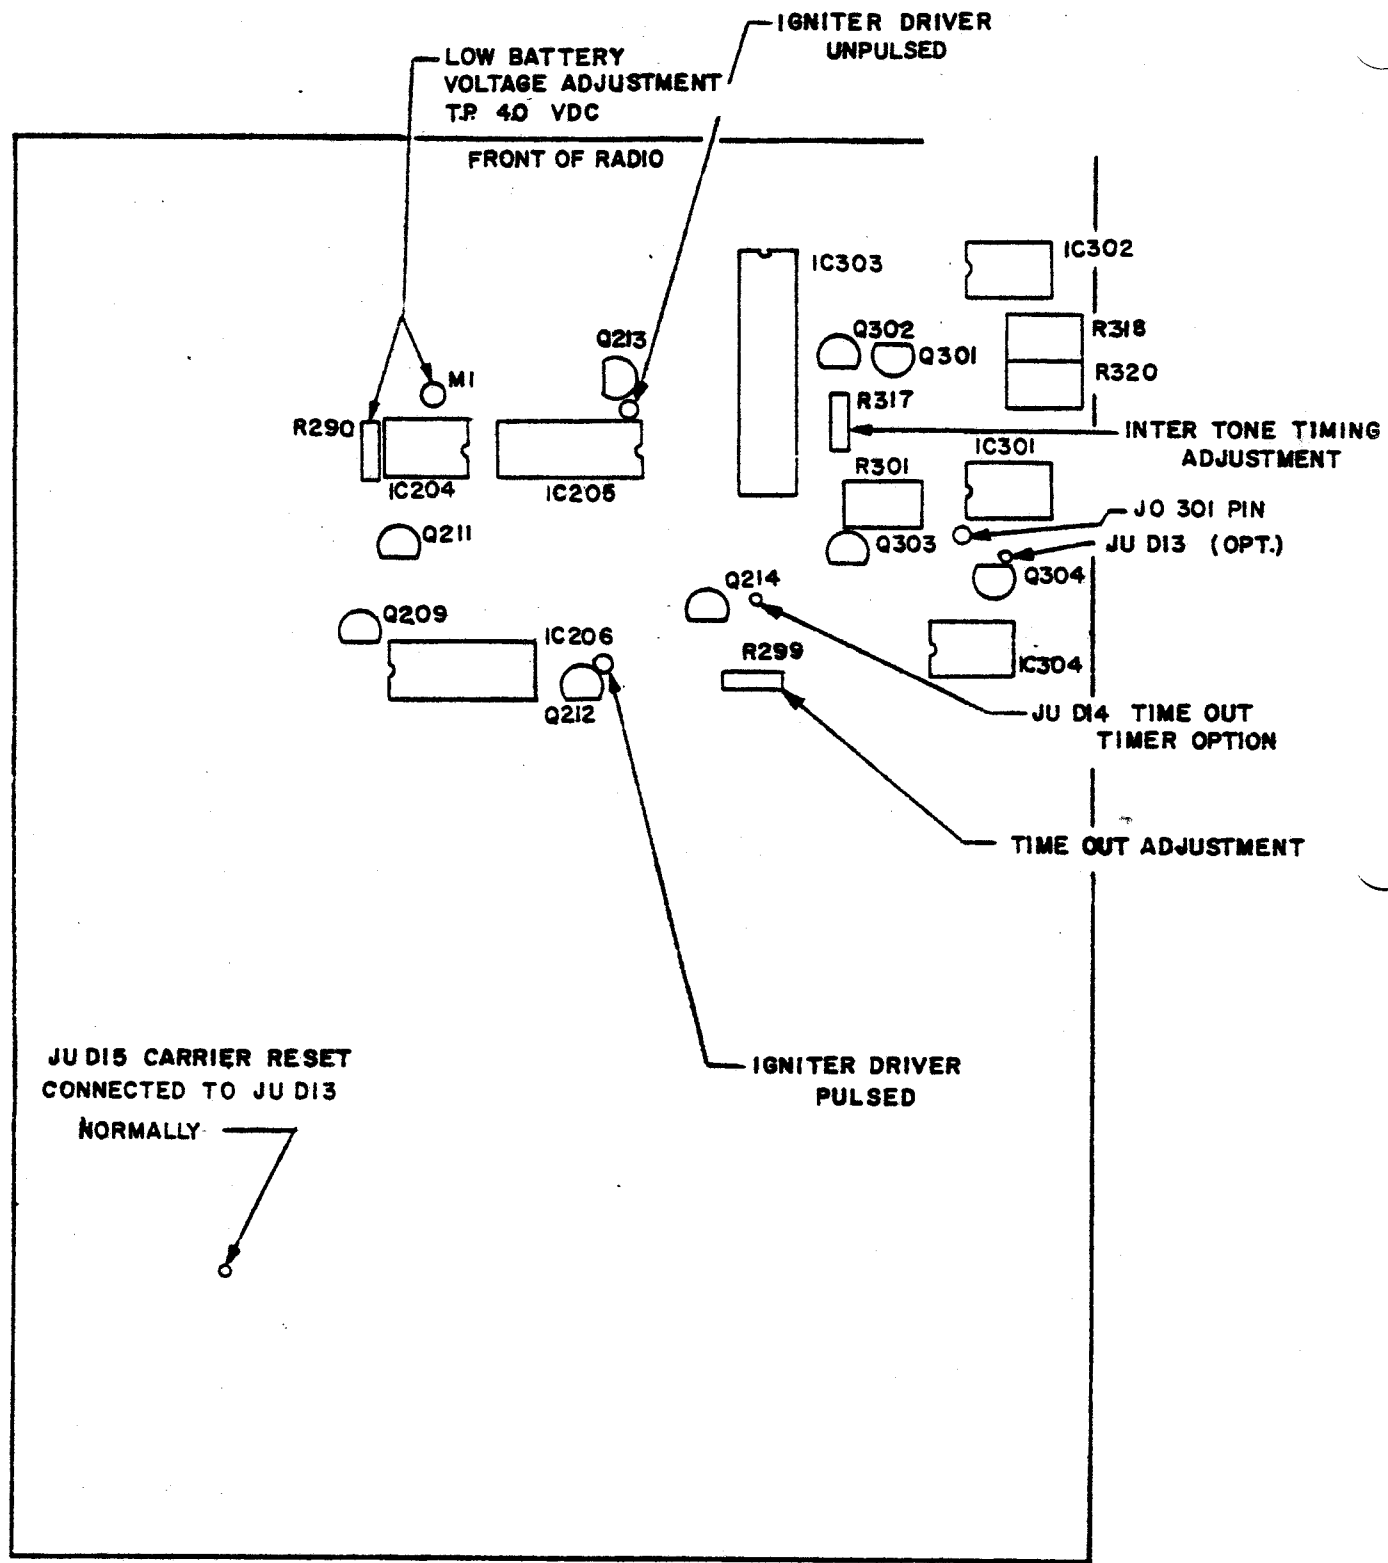 IGNITER DRIVER
UNPULSED
LOW BATTERY
VOLTAGE ADJUSTMENT
T.P. 4.0 VDC
FRONT OF RADIO
IC303
IC302
Q302
Q301
R318
R320
Q213
M1
R317
R290
INTER TONE TIMING
ADJUSTMENT
IC301
R301
IC204
IC205
JO 301 PIN
Q211
Q303
JU D13 (OPT.)
Q304
Q214
Q209
IC206
R299
IC304
Q212
JU D14 TIME OUT
TIMER OPTION
TIME OUT ADJUSTMENT
JU D15 CARRIER RESET
CONNECTED TO JU D13
NORMALLY
IGNITER DRIVER
PULSED